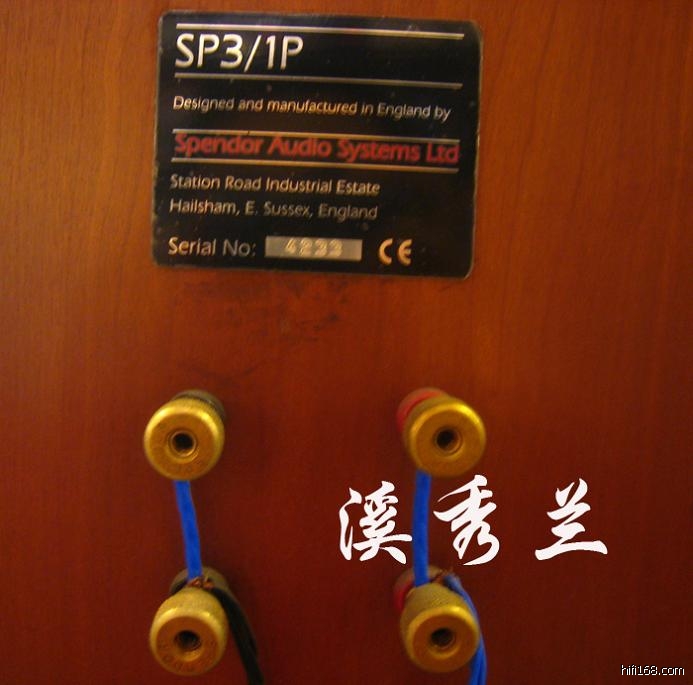 SP3/1P
Designed and manufactured in England by
Spendor Audio Systems Ltd
Station Road Industrial Estate
Hailsham, E. Sussex, England
Serial No: 4233 CE
溪秀兰
hifi168.com